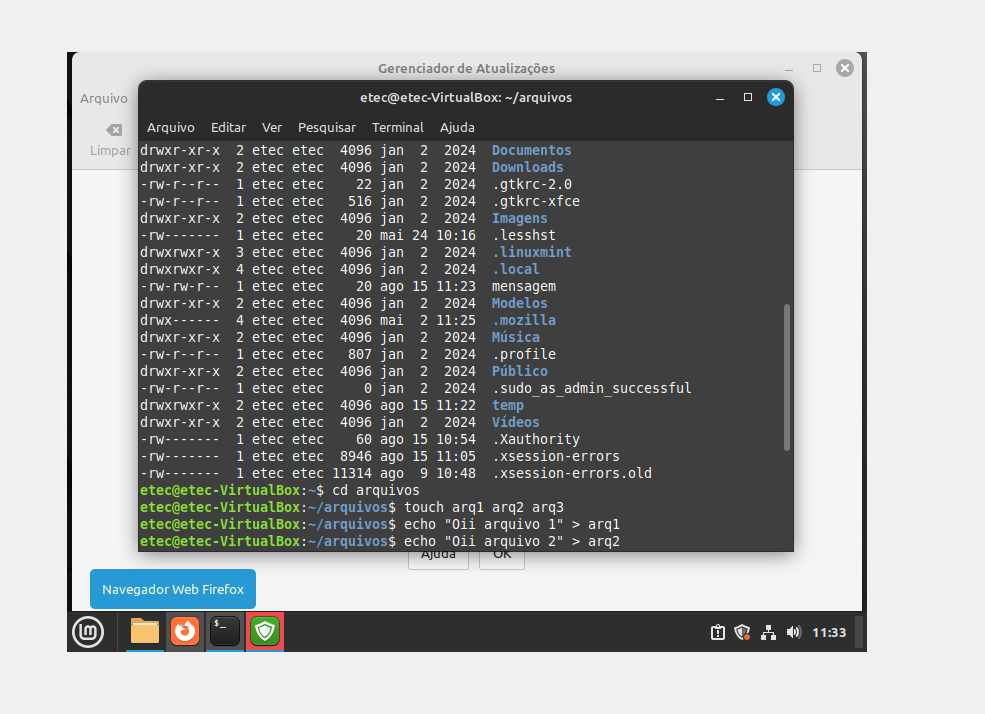 Gerenciador de Atualizações
Arquivo
Limpar
etec@etec-VirtualBox: ~/arquivos
Arquivo Editar Ver Pesquisar Terminal Ajuda
drwxr-xr-x 2 etec etec 4096 jan 2 2024 Documentos
drwxr-xr-x 2 etec etec 4096 jan 2 2024 Downloads
-rw-r--r-- 1 etec etec 22 jan 2 2024 .gtkrc-2.0
-rw-r--r-- 1 etec etec 516 jan 2 2024 .gtkrc-xfce
drwxr-xr-x 2 etec etec 4096 jan 2 2024 Imagens
-rw------- 1 etec etec 20 mai 24 10:16 .lesshst
drwxrwxr-x 3 etec etec 4096 jan 2 2024 .linuxmint
drwxrwxr-x 4 etec etec 4096 jan 2 2024 .local
-rw-rw-r-- 1 etec etec 20 ago 15 11:23 mensagem
drwxr-xr-x 2 etec etec 4096 jan 2 2024 Modelos
drwx------ 4 etec etec 4096 mai 2 11:25 .mozilla
drwxr-xr-x 2 etec etec 4096 jan 2 2024 Música
-rw-r--r-- 1 etec etec 807 jan 2 2024 .profile
drwxr-xr-x 2 etec etec 4096 jan 2 2024 Público
-rw-r--r-- 1 etec etec 0 jan 2 2024 .sudo_as_admin_successful
drwxrwxr-x 2 etec etec 4096 ago 15 11:22 temp
drwxr-xr-x 2 etec etec 4096 jan 2 2024 Vídeos
-rw------- 1 etec etec 60 ago 15 10:54 .Xauthority
-rw------- 1 etec etec 8946 ago 15 11:05 .xsession-errors
-rw------- 1 etec etec 11314 ago 9 10:48 .xsession-errors.old
etec@etec-VirtualBox:~$ cd arquivos
etec@etec-VirtualBox:~/arquivos$ touch arq1 arq2 arq3
etec@etec-VirtualBox:~/arquivos$ echo "Oii arquivo 1" > arq1
etec@etec-VirtualBox:~/arquivos$ echo "Oii arquivo 2" > arq2
Ajuda OK
Navegador Web Firefox
$_
11:33